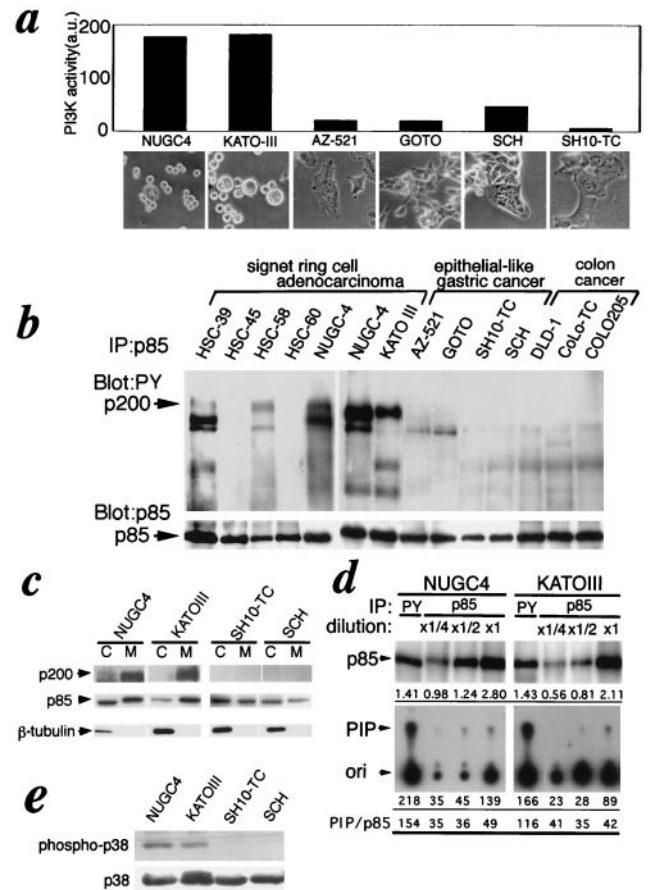 a
PI3K activity(a.u.)
200
100
0
NUGC4 KATO-III AZ-521 GOTO SCH SH10-TC
b
signet ring cell adenocarcinoma
epithelial-like gastric cancer
colon cancer
IP:p85
HSC-39 HSC-45 HSC-58 HSC-60 NUGC-4 NUGC-4 KATO III AZ-521 GOTO SH10-TC SCH DLD-1 CoLo-TC COLO205
Blot:PY
p200
Blot:p85
p85
c
NUGC4 KATOIII SH10-TC SCH
C M C M C M C M
p200
p85
β-tubulin
d
NUGC4 KATOIII
IP: PY p85 PY p85
dilution: x1/4 x1/2 x1 x1/4 x1/2 x1
p85
1.41 0.98 1.24 2.80 1.43 0.56 0.81 2.11
PIP
ori
218 35 45 139 166 23 28 89
PIP/p85 154 35 36 49 116 41 35 42
e
NUGC4 KATOIII SH10-TC SCH
phospho-p38
p38